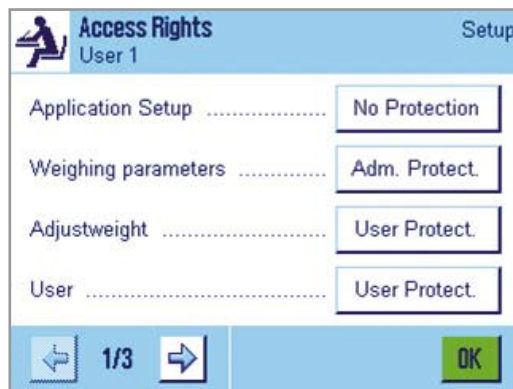 Access Rights Setup
User 1
Application Setup ................... No Protection
Weighing parameters .............. Adm. Protect.
Adjustweight .......................... User Protect.
User ...................................... User Protect.
1/3 OK